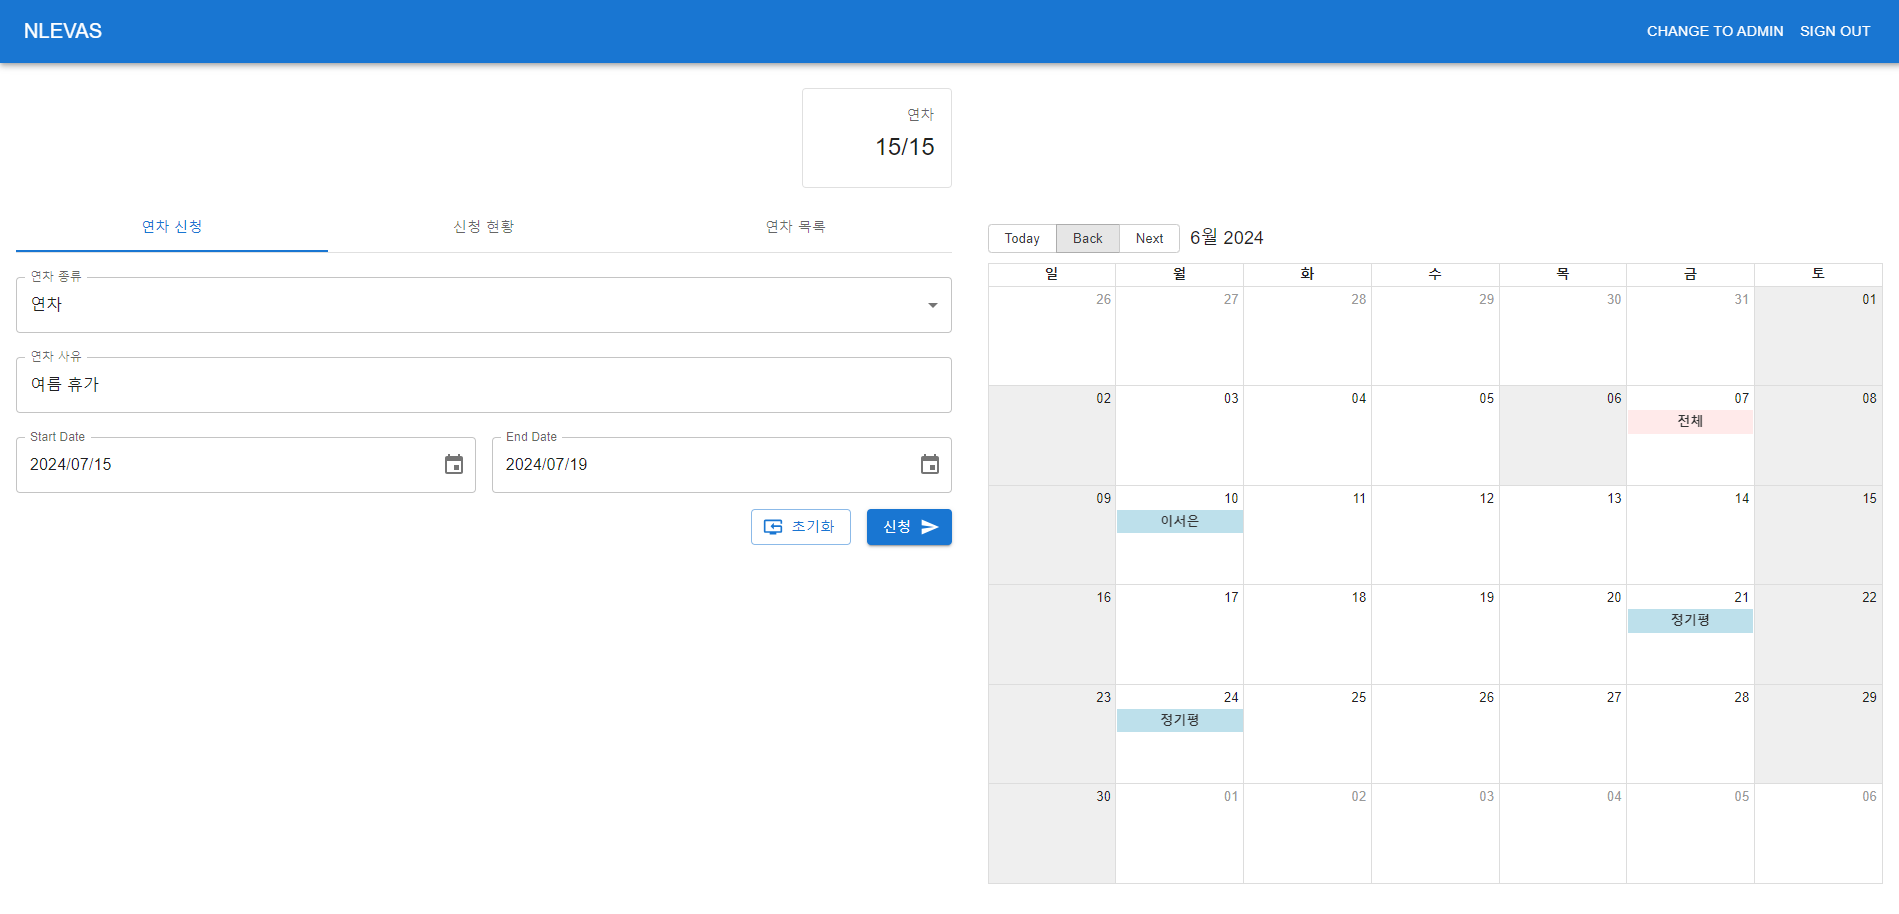 NLEVAS
CHANGE TO ADMIN SIGN OUT
연차
15/15
연차 신청 신청 현황 연차 목록
연차 종류
연차
연차 사유
여름 휴가
Start Date
2024/07/15
End Date
2024/07/19
초기화 신청
Today Back Next 6월 2024
일 월 화 수 목 금 토
26 27 28 29 30 31 01
02 03 04 05 06 07 08
전체
09 10 11 12 13 14 15
이서은
16 17 18 19 20 21 22
정기평
23 24 25 26 27 28 29
정기평
30 01 02 03 04 05 06